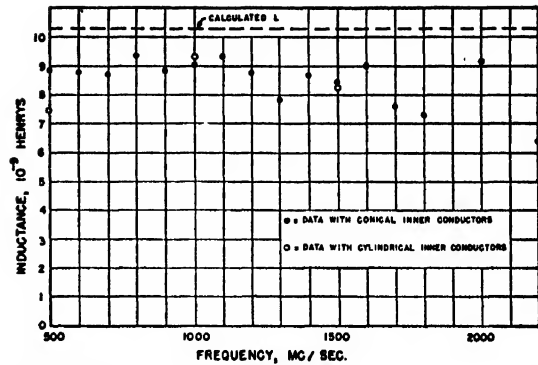 CALCULATED L
10
9
8
7
6
5
4
3
2
1
0
INDUCTANCE, 10⁻⁹ HENRYS
● = DATA WITH CONICAL INNER CONDUCTORS
○ = DATA WITH CYLINDRICAL INNER CONDUCTORS
500 1000 1500 2000
FREQUENCY, MC/SEC.